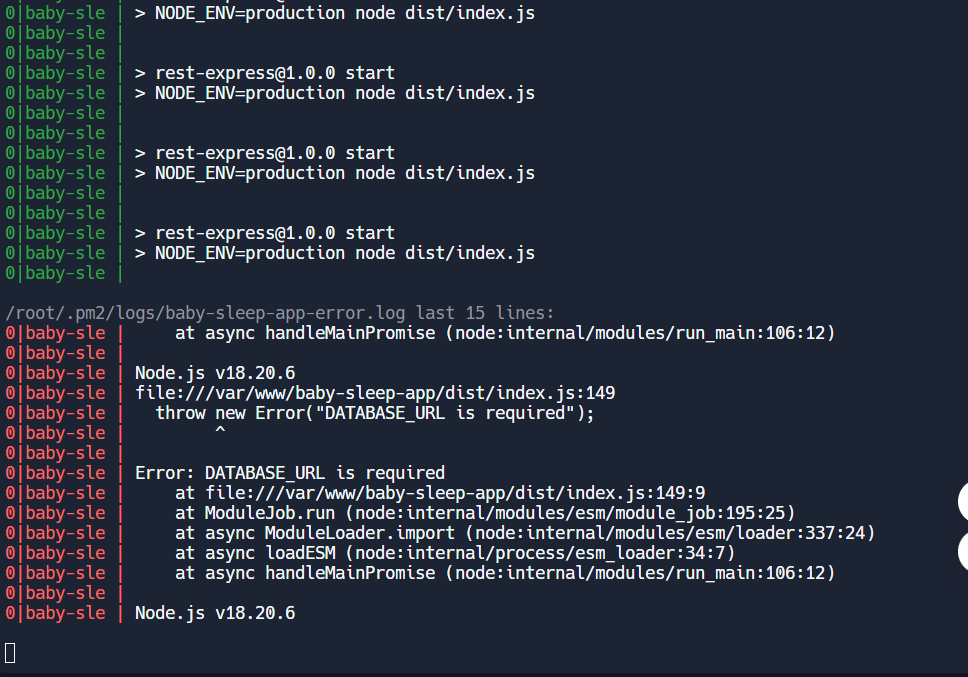 0|baby-sle | > NODE_ENV=production node dist/index.js
0|baby-sle |
0|baby-sle |
0|baby-sle | > rest-express@1.0.0 start
0|baby-sle | > NODE_ENV=production node dist/index.js
0|baby-sle |
0|baby-sle |
0|baby-sle | > rest-express@1.0.0 start
0|baby-sle | > NODE_ENV=production node dist/index.js
0|baby-sle |
0|baby-sle |
0|baby-sle | > rest-express@1.0.0 start
0|baby-sle | > NODE_ENV=production node dist/index.js
0|baby-sle |
/root/.pm2/logs/baby-sleep-app-error.log last 15 lines:
0|baby-sle |     at async handleMainPromise (node:internal/modules/run_main:106:12)
0|baby-sle |
0|baby-sle | Node.js v18.20.6
0|baby-sle | file:///var/www/baby-sleep-app/dist/index.js:149
0|baby-sle |   throw new Error("DATABASE_URL is required");
0|baby-sle |         ^
0|baby-sle |
0|baby-sle | Error: DATABASE_URL is required
0|baby-sle |     at file:///var/www/baby-sleep-app/dist/index.js:149:9
0|baby-sle |     at ModuleJob.run (node:internal/modules/esm/module_job:195:25)
0|baby-sle |     at async ModuleLoader.import (node:internal/modules/esm/loader:337:24)
0|baby-sle |     at async loadESM (node:internal/process/esm_loader:34:7)
0|baby-sle |     at async handleMainPromise (node:internal/modules/run_main:106:12)
0|baby-sle |
0|baby-sle | Node.js v18.20.6